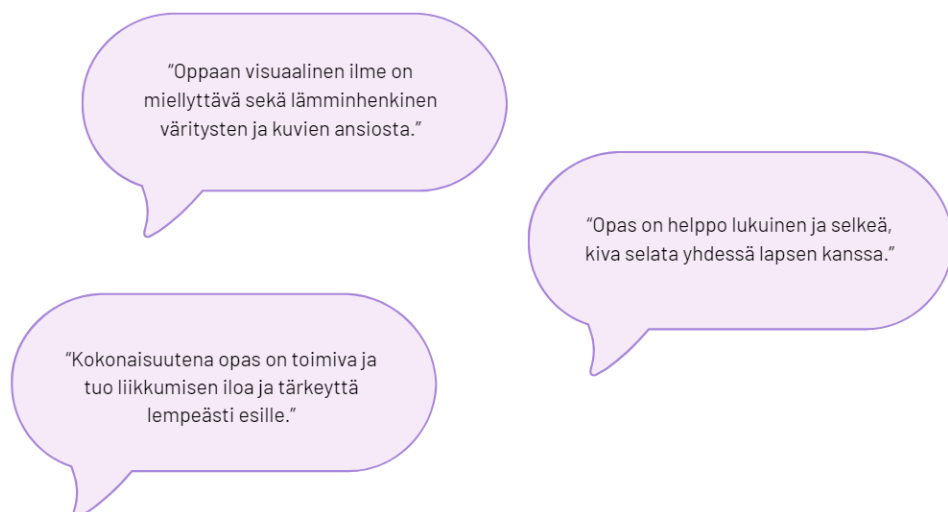 “Oppaan visuaalinen ilme on
miellyttävä sekä lämminhenkinen
väritysten ja kuvien ansiosta.”
“Opas on helppo lukuinen ja selkeä,
kiva selata yhdessä lapsen kanssa.”
“Kokonaisuutena opas on toimiva ja
tuo liikkumisen iloa ja tärkeyttä
lempeästi esille.”